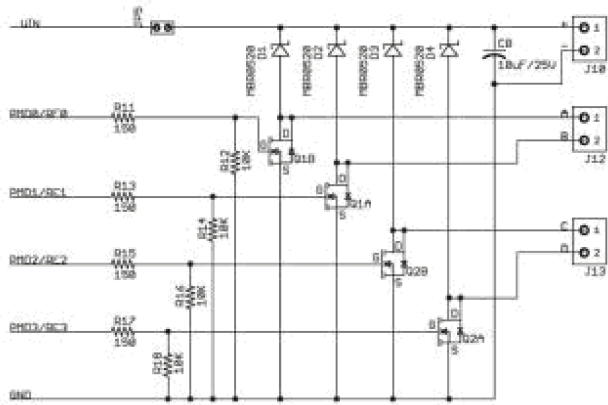 VIN
JP5
D1
MBR0520
D2
MBR0520
D3
MBR0520
D4
MBR0520
C8
10uF/25V
+
-
1
2
J10
PMD0/RF0
R11
150
R12
10K
G
D
S
Q1B
A
B
1
2
J12
PMD1/RC1
R13
150
R14
10K
G
D
S
Q1A
PMD2/RC2
R15
150
R16
10K
G
D
S
Q2B
C
D
1
2
J13
PMD3/RC3
R17
150
R18
10K
G
D
S
Q2A
GND